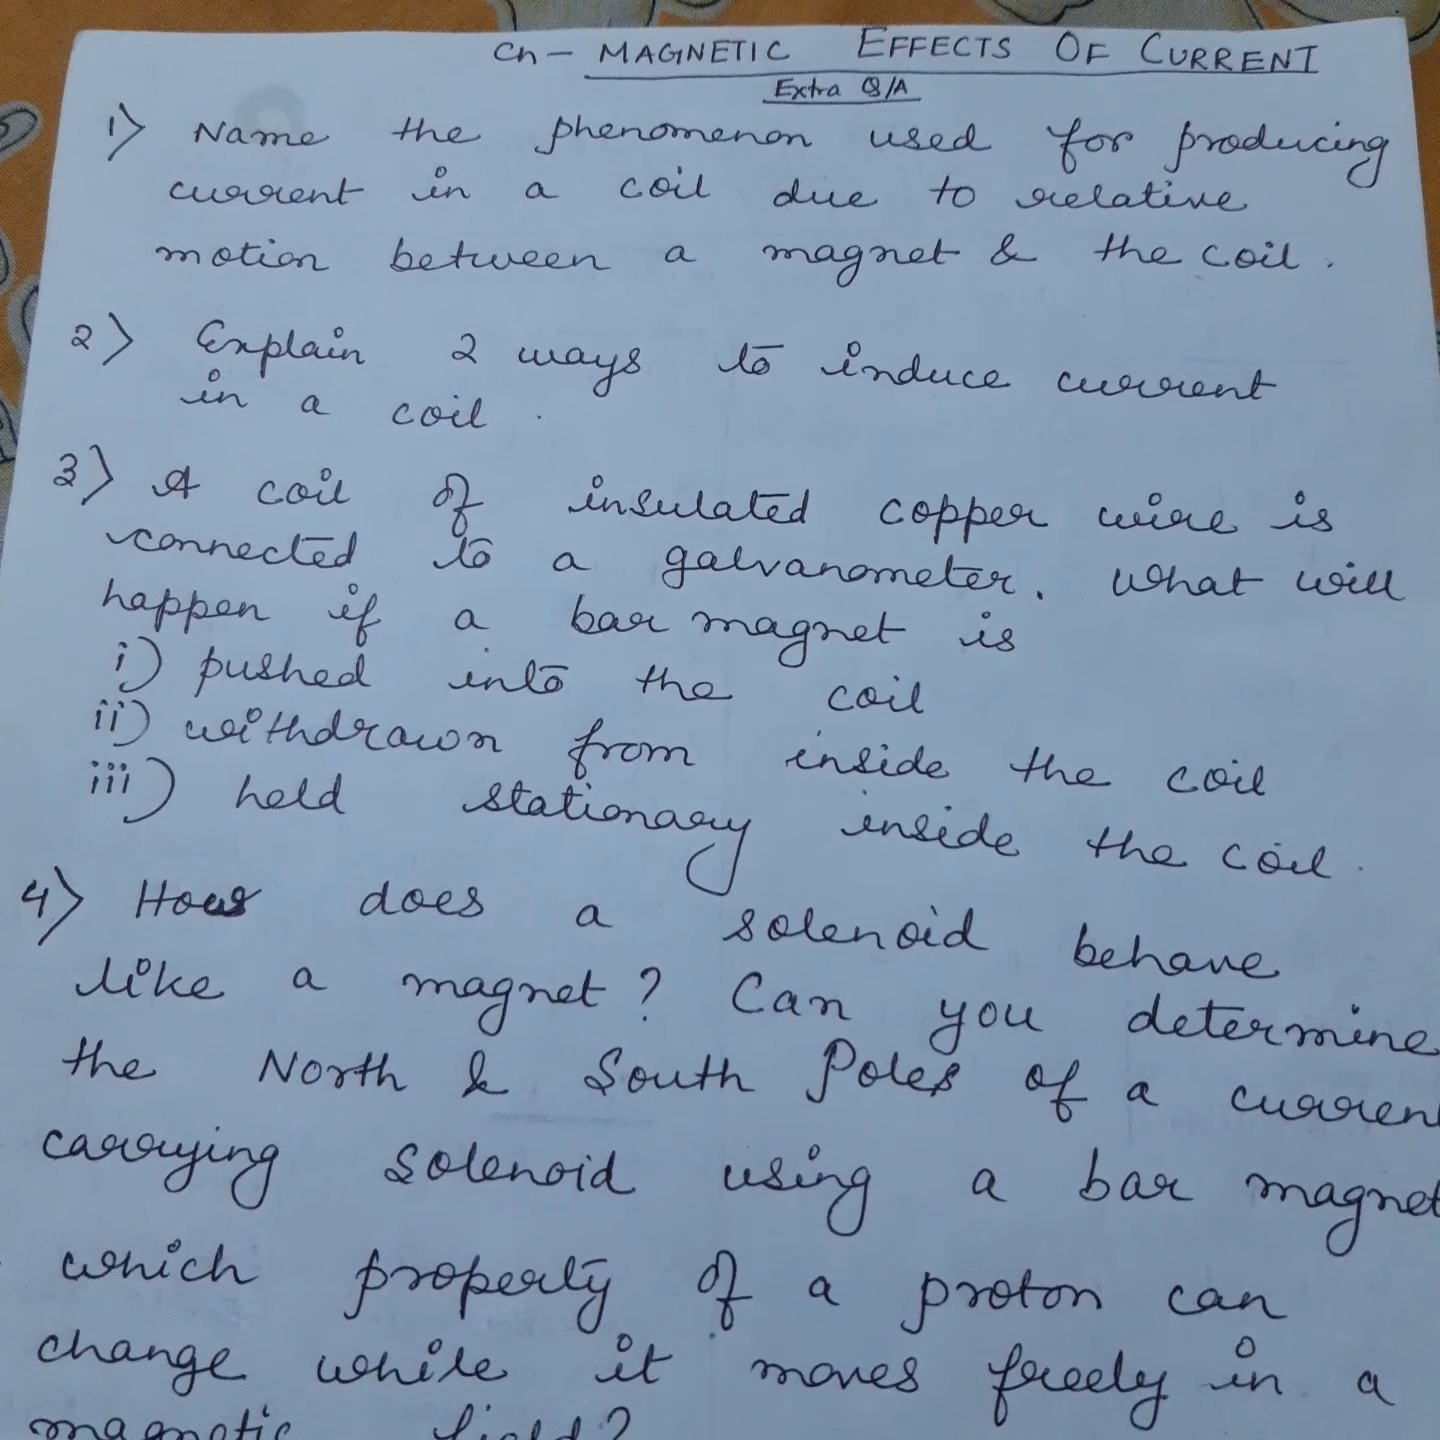 Ch - MAGNETIC EFFECTS OF CURRENT
Extra Q/A
1) Name the phenomenon used for producing
current in a coil due to relative
motion between a magnet & the coil.
2) Explain 2 ways to induce current
in a coil.
3) A coil of insulated copper wire is
connected to a galvanometer. What will
happen if a bar magnet is
i) pushed into the coil
ii) withdrawn from inside the coil
iii) held stationary inside the coil.
4) How does a solenoid behave
like a magnet? Can you determine
the North & South Poles of a curren
carrying solenoid using a bar magnet
which property of a proton can
change while it moves freely in a
magnetic field?